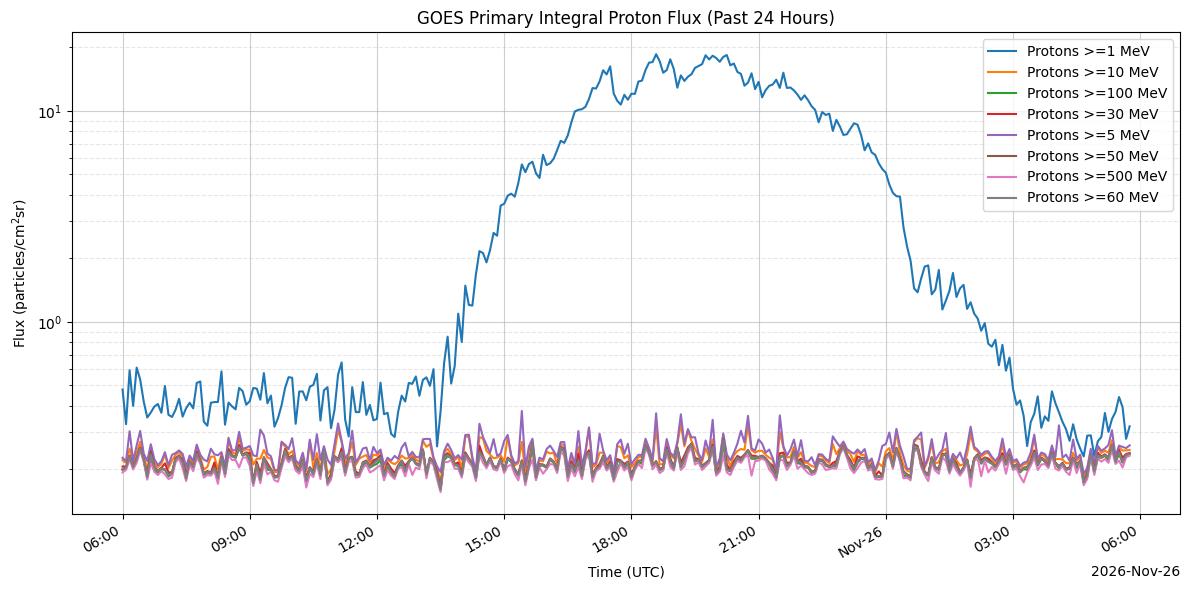 GOES Primary Integral Proton Flux (Past 24 Hours)
Protons >=1 MeV
Protons >=10 MeV
Protons >=100 MeV
Protons >=30 MeV
Protons >=5 MeV
Protons >=50 MeV
Protons >=500 MeV
Protons >=60 MeV
Flux (particles/cm²sr)
10¹
10⁰
06:00
09:00
12:00
15:00
18:00
21:00
Nov-26
03:00
06:00
Time (UTC)
2026-Nov-26